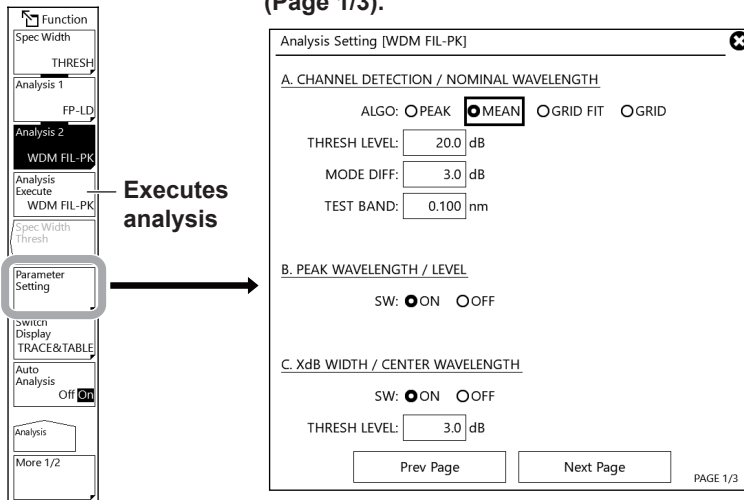 (Page 1/3).
Function
Spec Width
THRESH
Analysis 1
FP-LD
Analysis 2
WDM FIL-PK
Analysis
Execute
WDM FIL-PK
Executes
analysis
Spec Width
Thresh
Parameter
Setting
Switch
Display
TRACE&TABLE
Auto
Analysis
Off On
Analysis
More 1/2
Analysis Setting [WDM FIL-PK]
A. CHANNEL DETECTION / NOMINAL WAVELENGTH
ALGO: PEAK MEAN GRID FIT GRID
THRESH LEVEL: 20.0 dB
MODE DIFF: 3.0 dB
TEST BAND: 0.100 nm
B. PEAK WAVELENGTH / LEVEL
SW: ON OFF
C. XdB WIDTH / CENTER WAVELENGTH
SW: ON OFF
THRESH LEVEL: 3.0 dB
Prev Page Next Page
PAGE 1/3